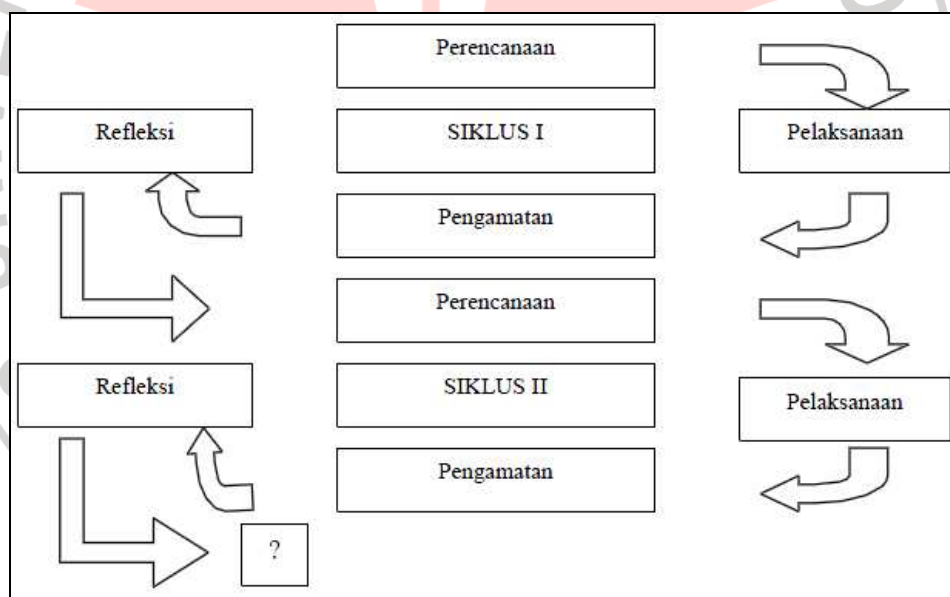 Perencanaan
Refleksi
SIKLUS I
Pelaksanaan
Pengamatan
Perencanaan
Refleksi
SIKLUS II
Pelaksanaan
Pengamatan
?